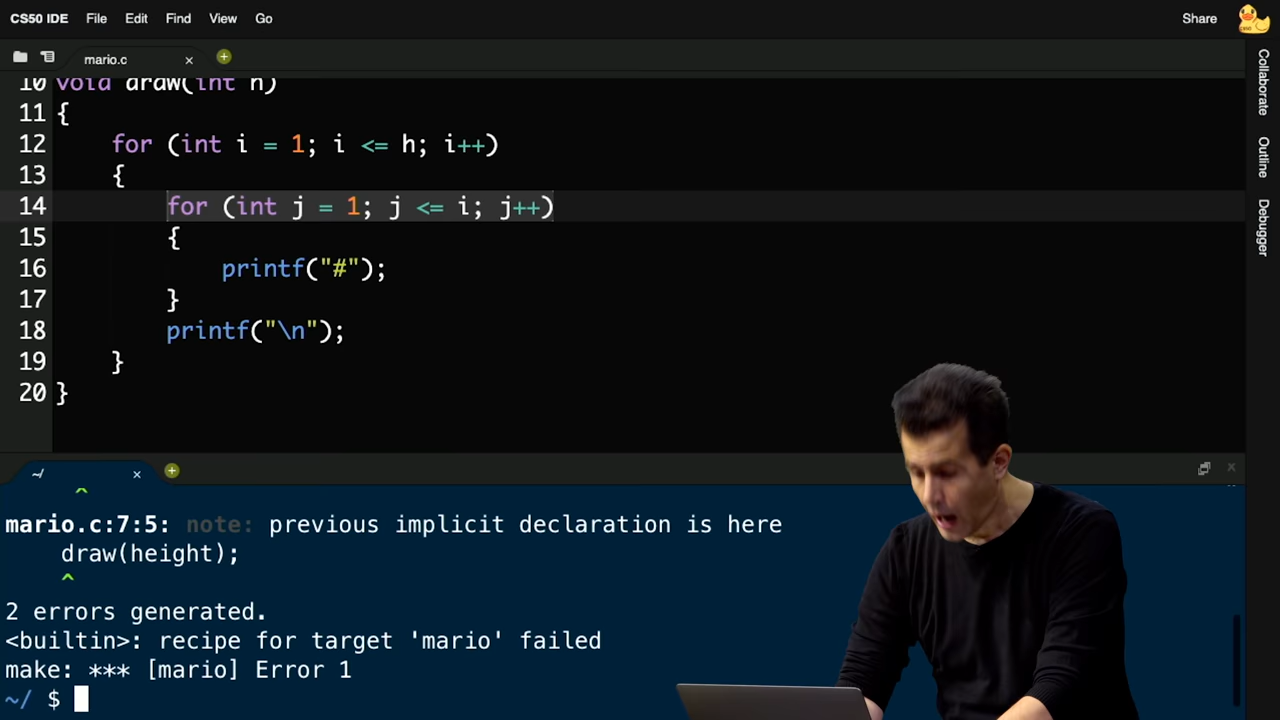 CS50 IDE File Edit View Find Go Share
mario.c
10 void draw(int h)
11 {
12 for (int i = 1; i <= h; i++)
13 {
14 for (int j = 1; j <= i; j++)
15 {
16 printf("#");
17 }
18 printf("\n");
19 }
20 }
Collaborate
Outline
Debugger
~/
^
mario.c:7:5: note: previous implicit declaration is here
draw(height);
^
2 errors generated.
<builtin>: recipe for target 'mario' failed
make: *** [mario] Error 1
~/ $